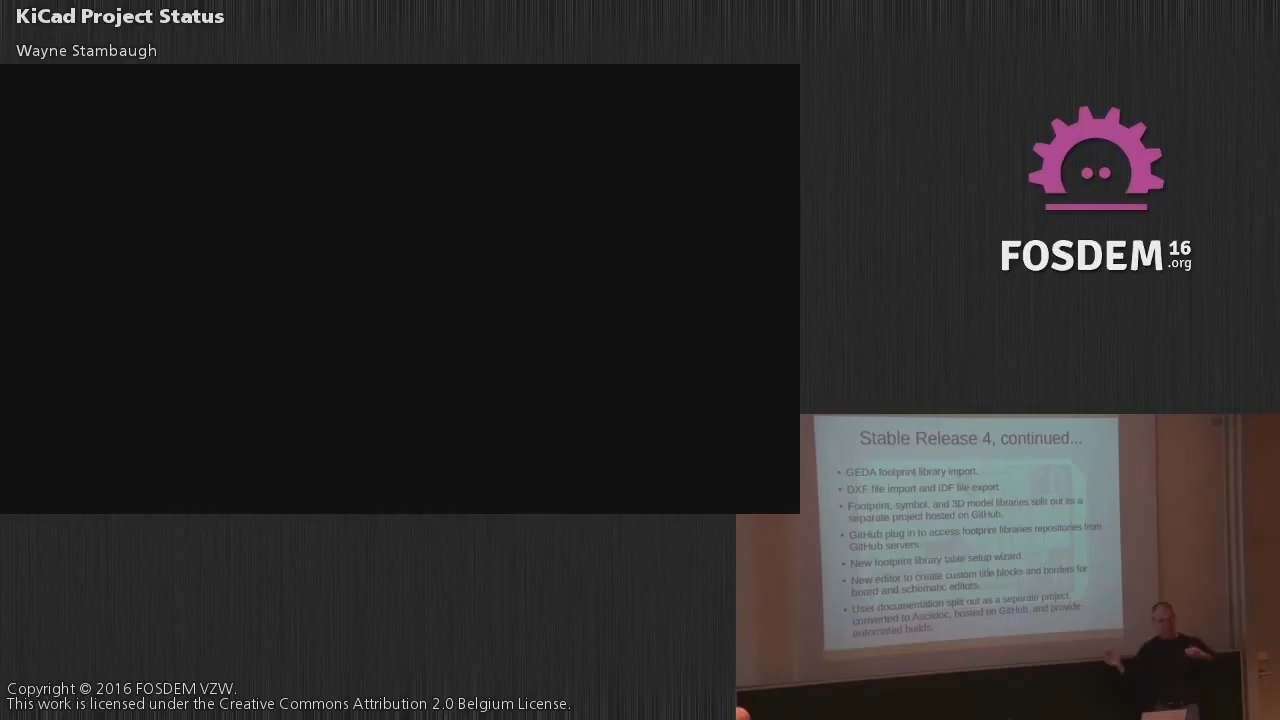 KiCad Project Status
Wayne Stambaugh
FOSDEM 16
.org
Stable Release 4, continued...
• GEDA footprint library import.
• DXF file import and IDF file export
• Footprint, symbol, and 3D model libraries split out as a
separate project hosted on GitHub.
• GitHub plug in to access footprint libraries repositories from
GitHub servers
• New footprint library table setup wizard.
• New editor to create custom title blocks and borders for
board and schematic editors.
• User documentation split out as a separate project,
converted to Asciidoc, hosted on GitHub, and provide
automated builds.
Copyright © 2016 FOSDEM VZW.
This work is licensed under the Creative Commons Attribution 2.0 Belgium License.